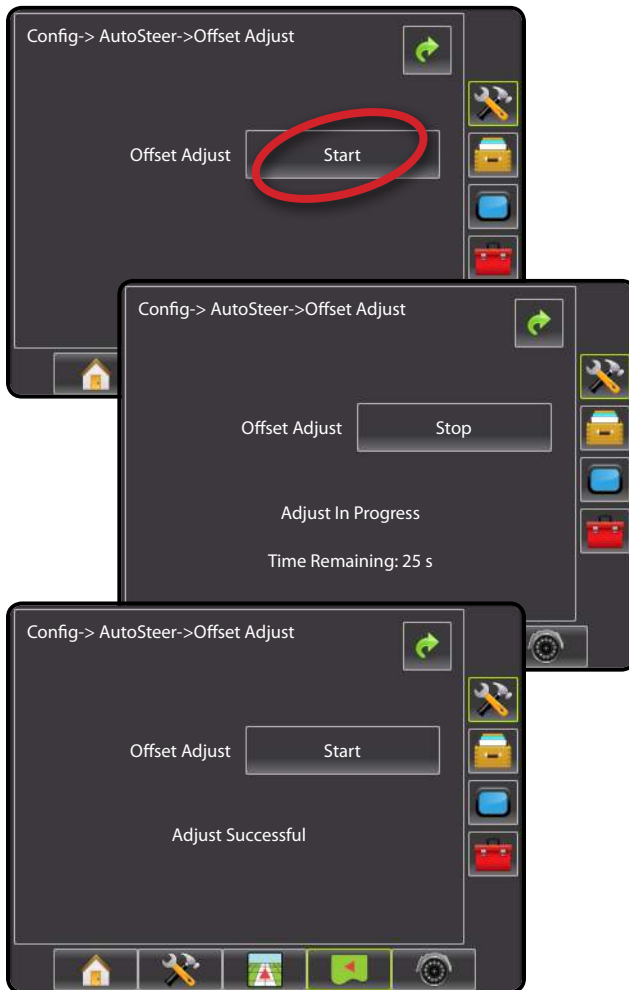 Config-> AutoSteer->Offset Adjust
Offset Adjust Start
Config-> AutoSteer->Offset Adjust
Offset Adjust Stop
Adjust In Progress
Time Remaining: 25 s
Config-> AutoSteer->Offset Adjust
Offset Adjust Start
Adjust Successful